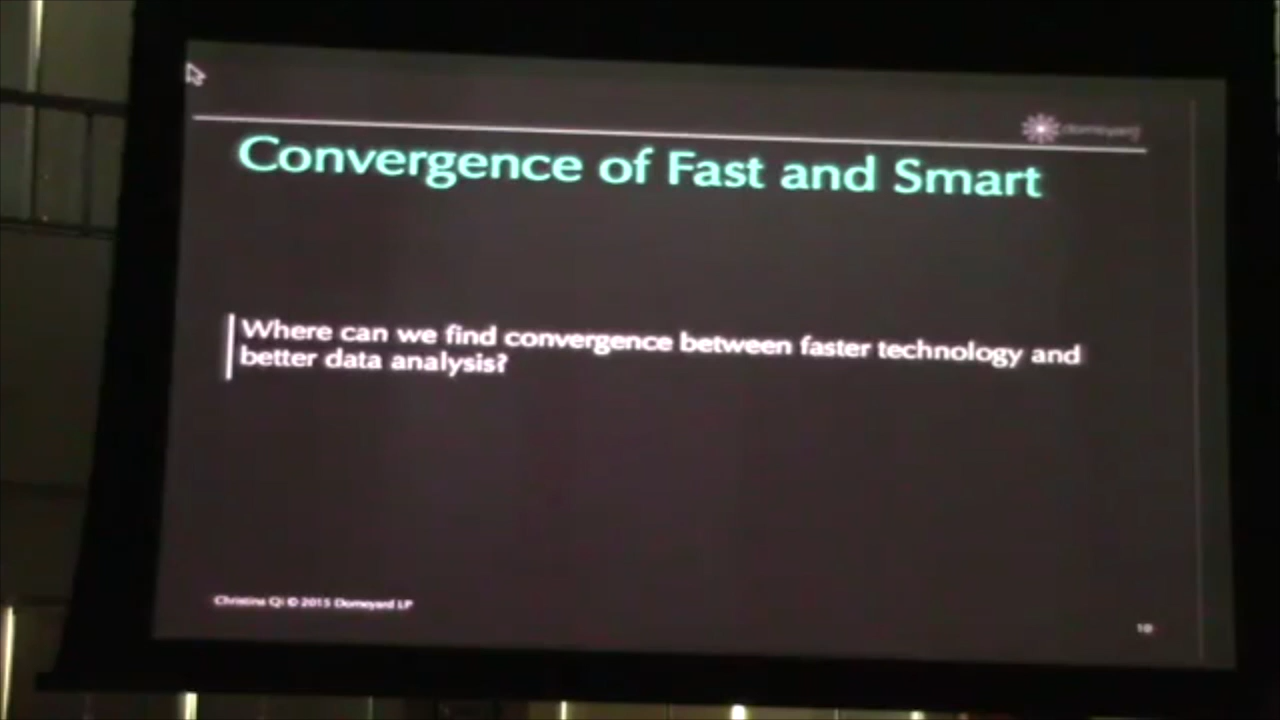 domeyard
Convergence of Fast and Smart
Where can we find convergence between faster technology and
better data analysis?
Christina Qi © 2015 Domeyard LP
10